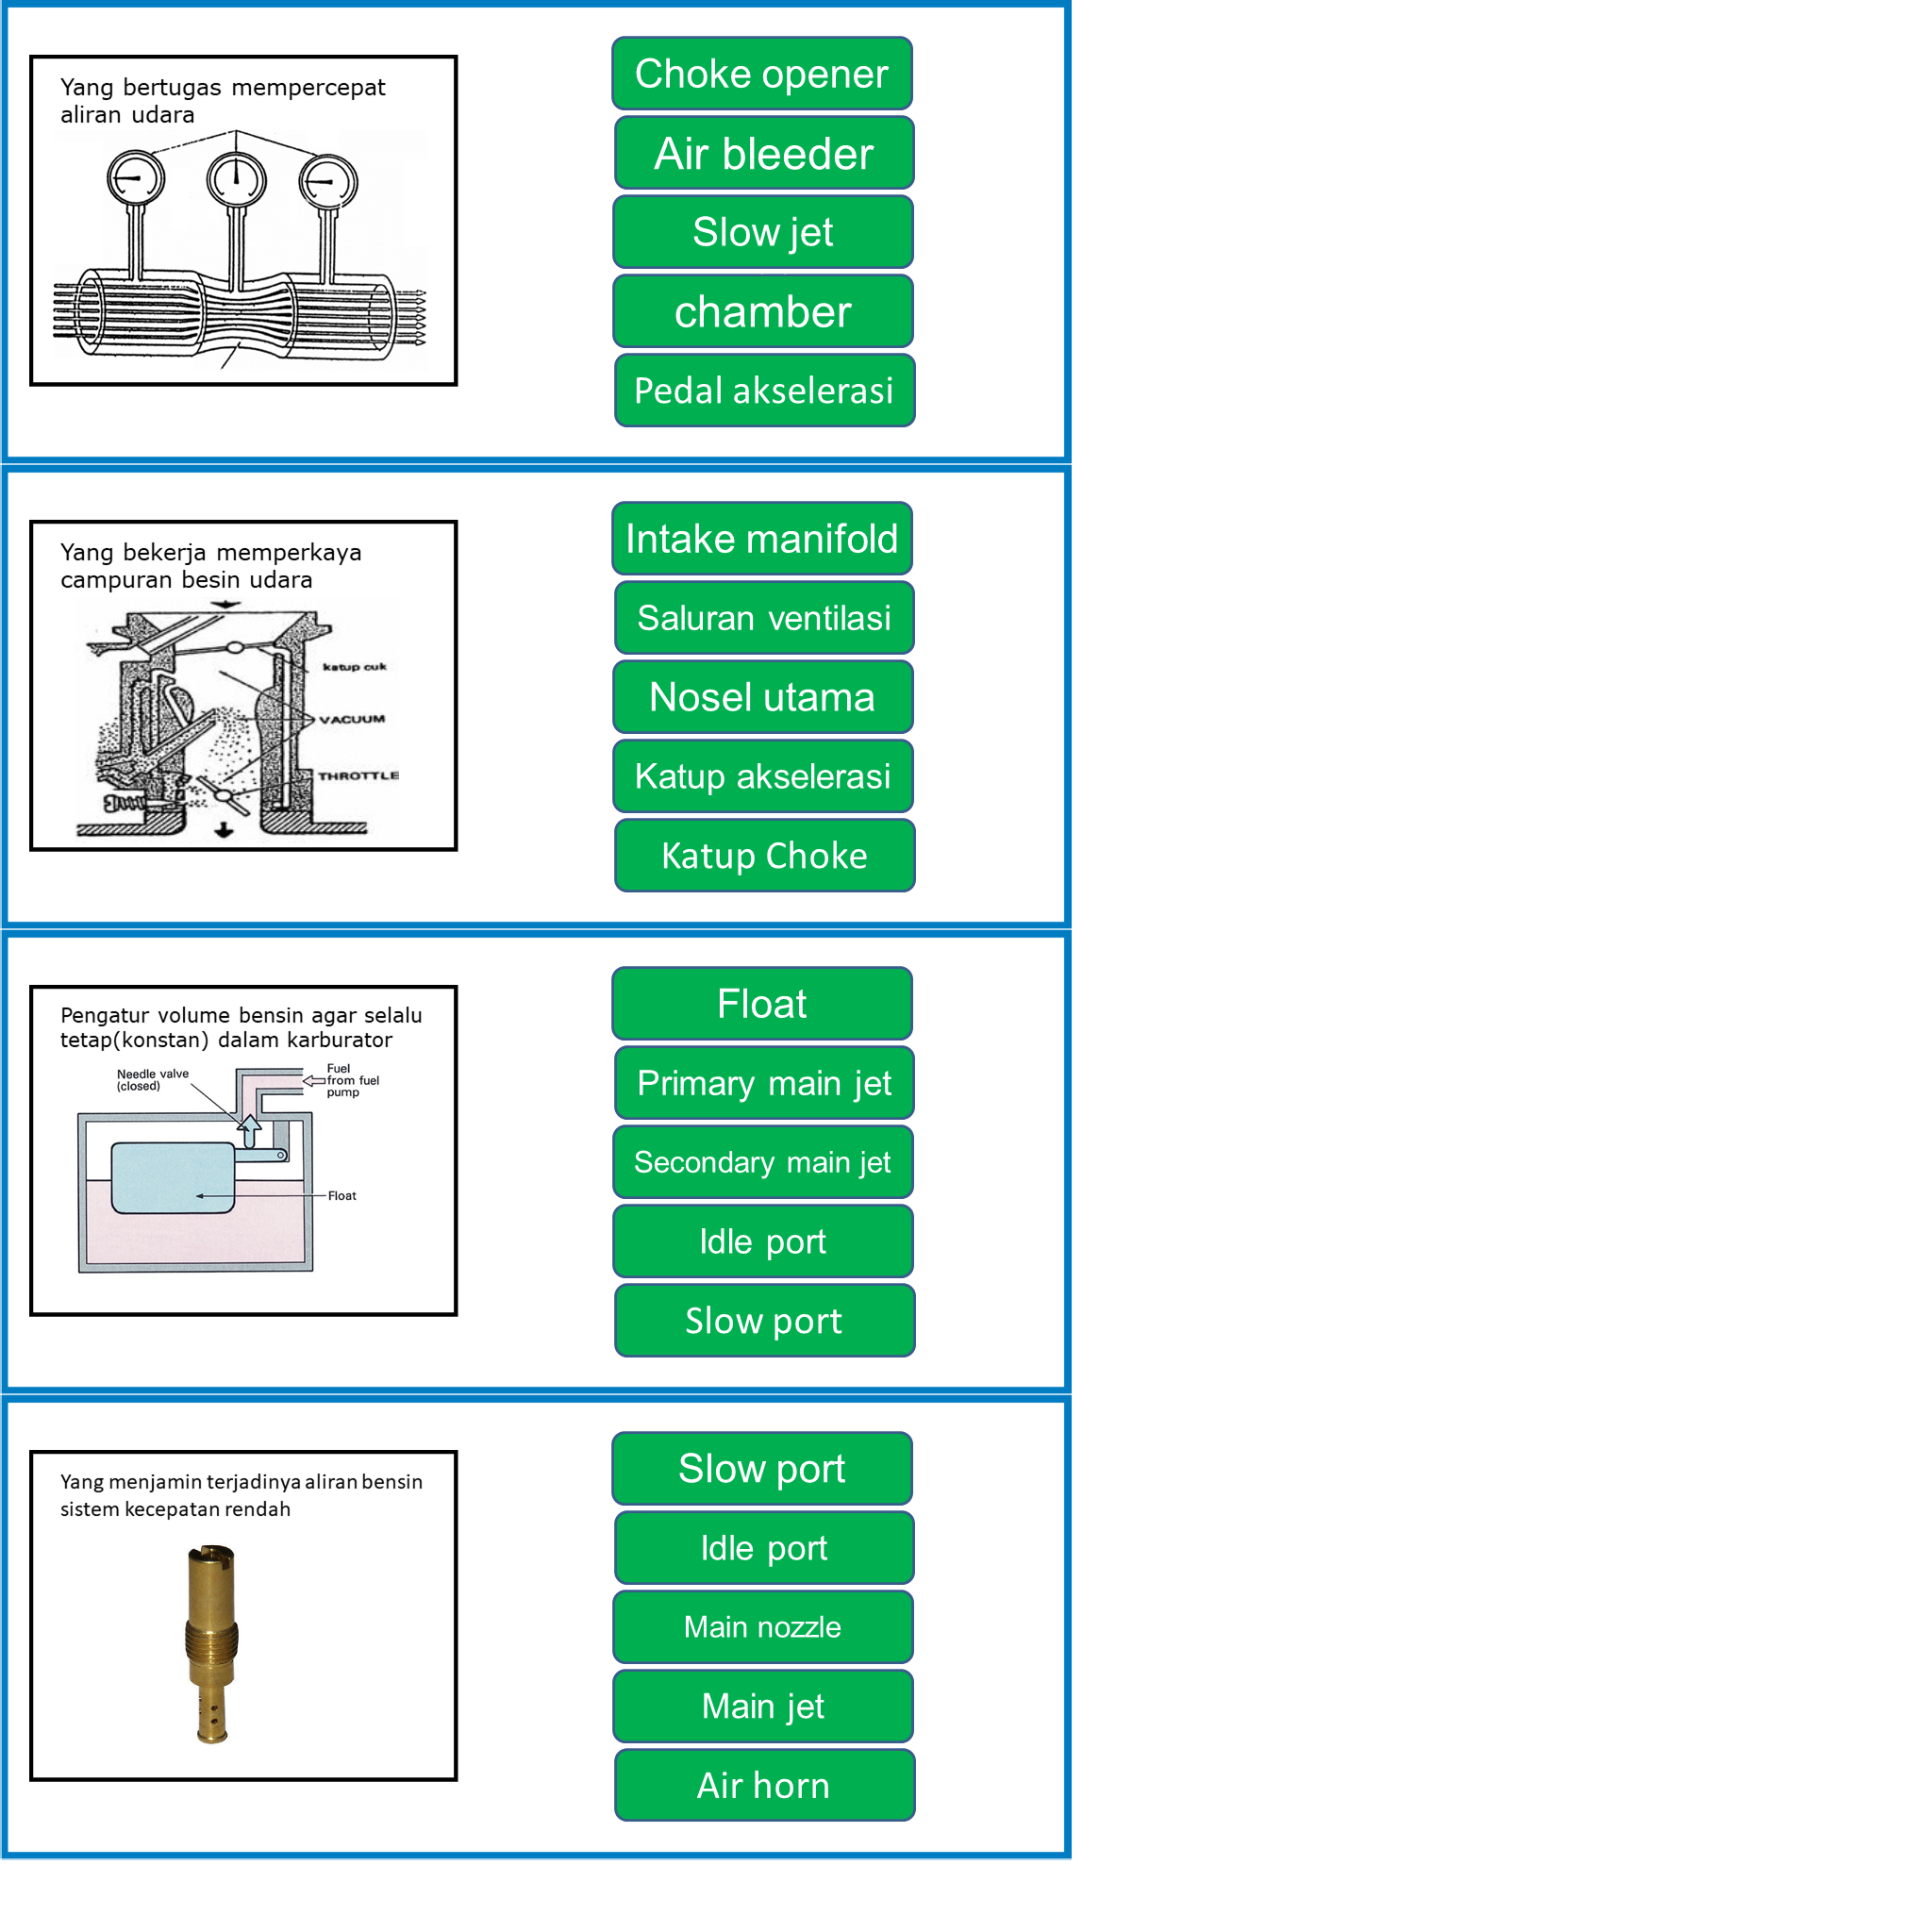 Yang bertugas mempercepat
aliran udara
Choke opener
Air bleeder
Slow jet
chamber
Pedal akselerasi
Yang bekerja memperkaya
campuran besin udara
katup cuk
VACUUM
THROTTLE
Intake manifold
Saluran ventilasi
Nosel utama
Katup akselerasi
Katup Choke
Pengatur volume bensin agar selalu
tetap(konstan) dalam karburator
Needle valve
(closed)
Fuel
from fuel
pump
Float
Float
Primary main jet
Secondary main jet
Idle port
Slow port
Yang menjamin terjadinya aliran bensin
sistem kecepatan rendah
Slow port
Idle port
Main nozzle
Main jet
Air horn